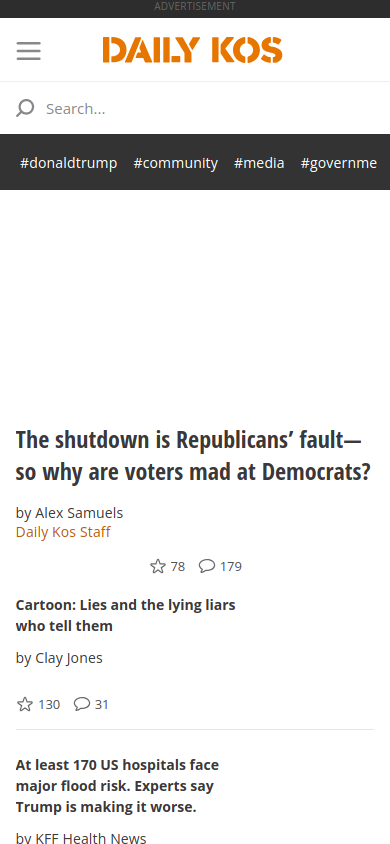 ADVERTISEMENT
DAILY KOS
Search...
#donaldtrump #community #media #governme
The shutdown is Republicans’ fault—
so why are voters mad at Democrats?
by Alex Samuels
Daily Kos Staff
78 179
Cartoon: Lies and the lying liars
who tell them
by Clay Jones
130 31
At least 170 US hospitals face
major flood risk. Experts say
Trump is making it worse.
by KFF Health News